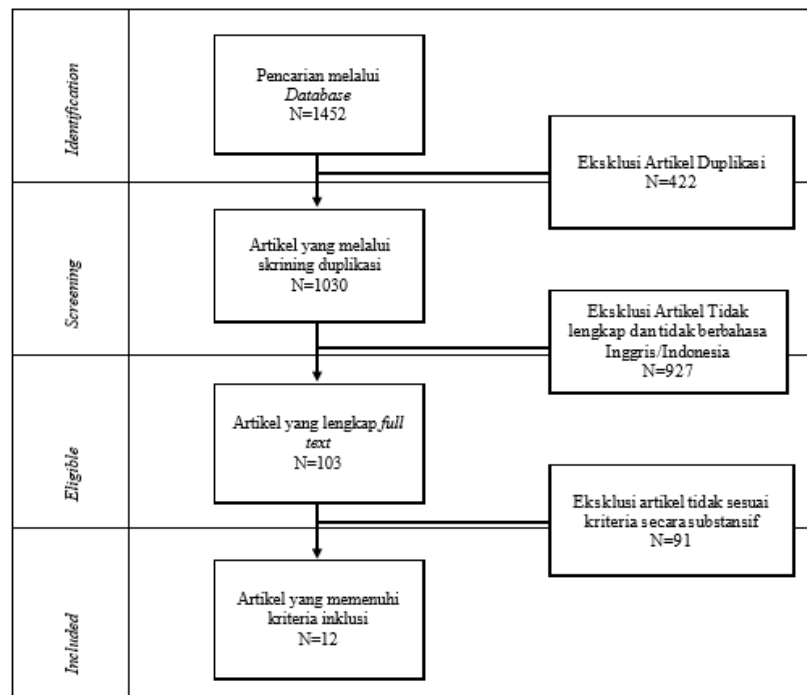 Identification
Pencarian melalui
Database
N=1452
Eksklusi Artikel Duplikasi
N=422
Screening
Artikel yang melalui
skrining duplikasi
N=1030
Eksklusi Artikel Tidak
lengkap dan tidak berbahasa
Inggris/Indonesia
N=927
Eligible
Artikel yang lengkap full
text
N=103
Eksklusi artikel tidak sesuai
kriteria secara substansif
N=91
Included
Artikel yang memenuhi
kriteria inklusi
N=12